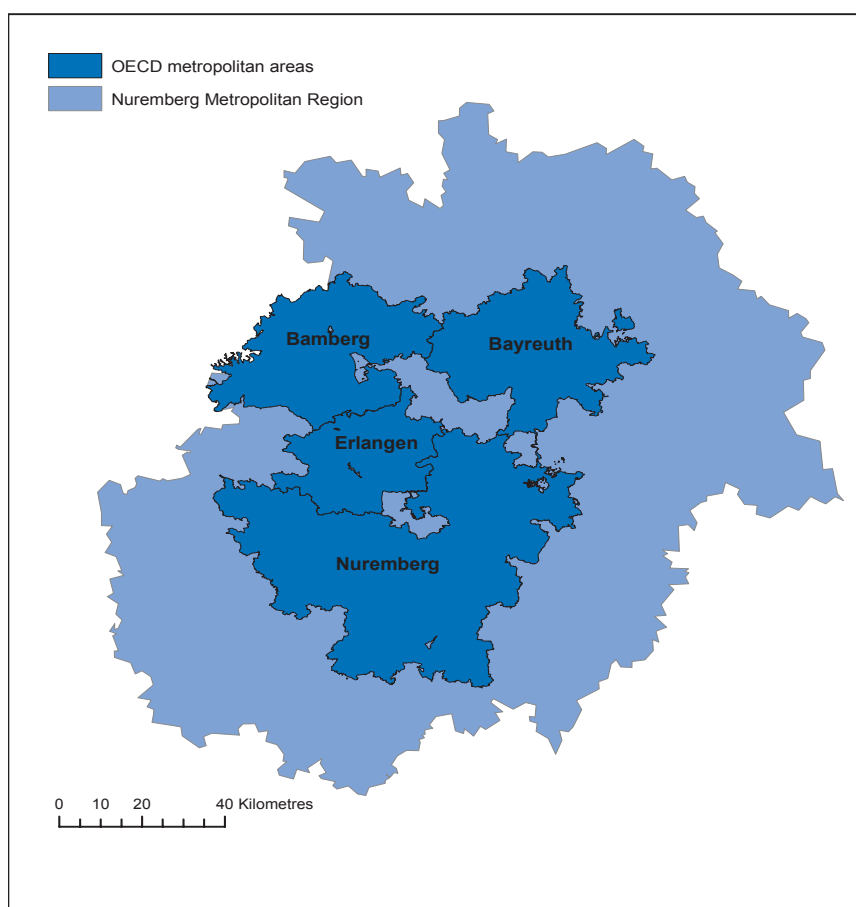 OECD metropolitan areas
Nuremberg Metropolitan Region
Bamberg
Bayreuth
Erlangen
Nuremberg
0 10 20 40 Kilometres